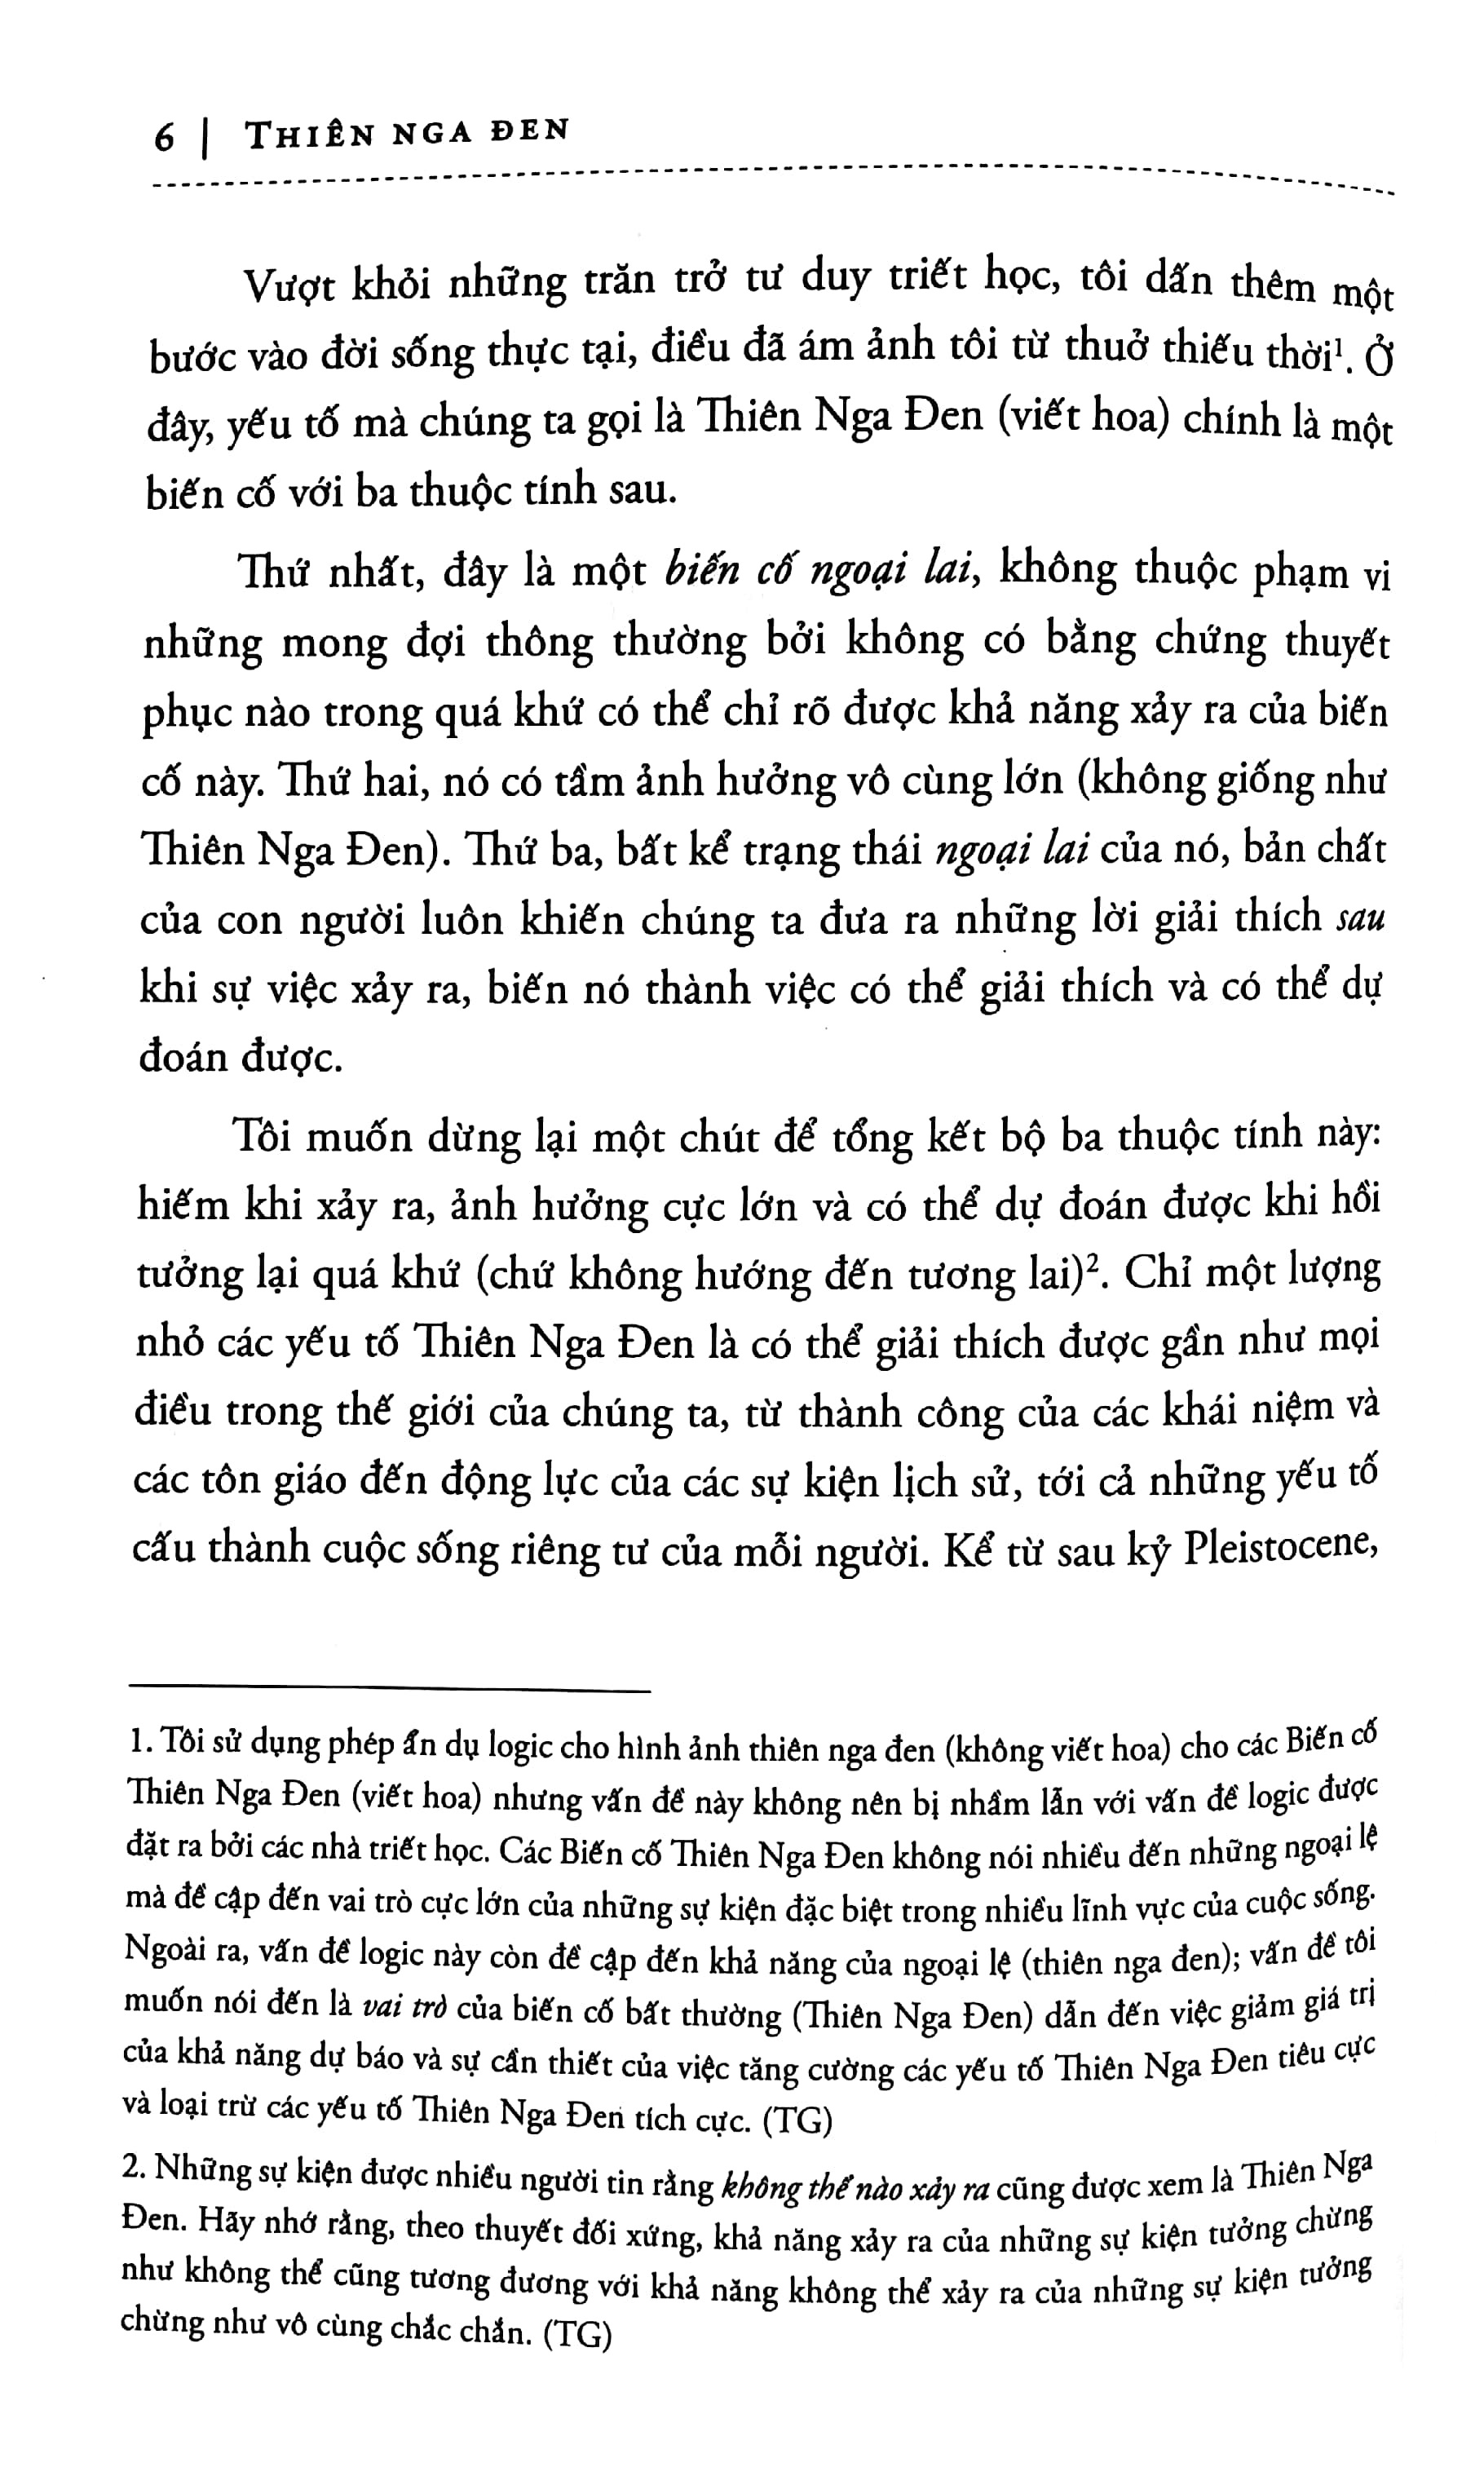 6 | THIÊN NGA ĐEN
Vượt khỏi những trăn trở tư duy triết học, tôi dấn thêm một
bước vào đời sống thực tại, điều đã ám ảnh tôi từ thuở thiếu thời¹. Ở
đây, yếu tố mà chúng ta gọi là Thiên Nga Đen (viết hoa) chính là một
biến cố với ba thuộc tính sau.
Thứ nhất, đây là một biến cố ngoại lai, không thuộc phạm vi
những mong đợi thông thường bởi không có bằng chứng thuyết
phục nào trong quá khứ có thể chỉ rõ được khả năng xảy ra của biến
cố này. Thứ hai, nó có tầm ảnh hưởng vô cùng lớn (không giống như
Thiên Nga Đen). Thứ ba, bất kể trạng thái ngoại lai của nó, bản chất
của con người luôn khiến chúng ta đưa ra những lời giải thích sau
khi sự việc xảy ra, biến nó thành việc có thể giải thích và có thể dự
đoán được.
Tôi muốn dừng lại một chút để tổng kết bộ ba thuộc tính này:
hiếm khi xảy ra, ảnh hưởng cực lớn và có thể dự đoán được khi hồi
tưởng lại quá khứ (chứ không hướng đến tương lai)². Chỉ một lượng
nhỏ các yếu tố Thiên Nga Đen là có thể giải thích được gần như mọi
điều trong thế giới của chúng ta, từ thành công của các khái niệm và
các tôn giáo đến động lực của các sự kiện lịch sử, tới cả những yếu tố
cấu thành cuộc sống riêng tư của mỗi người. Kể từ sau kỷ Pleistocene,
1. Tôi sử dụng phép ẩn dụ logic cho hình ảnh thiên nga đen (không viết hoa) cho các Biến cố
Thiên Nga Đen (viết hoa) nhưng vấn đề này không nên bị nhầm lẫn với vấn đề logic được
đặt ra bởi các nhà triết học. Các Biến cố Thiên Nga Đen không nói nhiều đến những ngoại lệ
mà đề cập đến vai trò cực lớn của những sự kiện đặc biệt trong nhiều lĩnh vực của cuộc sống.
Ngoài ra, vấn đề logic này còn đề cập đến khả năng của ngoại lệ (thiên nga đen); vấn đề tôi
muốn nói đến là vai trò của biến cố bất thường (Thiên Nga Đen) dẫn đến việc giảm giá trị
của khả năng dự báo và sự cần thiết của việc tăng cường các yếu tố Thiên Nga Đen tiêu cực
và loại trừ các yếu tố Thiên Nga Đen tích cực. (TG)
2. Những sự kiện được nhiều người tin rằng không thể nào xảy ra cũng được xem là Thiên Nga
Đen. Hãy nhớ rằng, theo thuyết đối xứng, khả năng xảy ra của những sự kiện tưởng chừng
như không thể cũng tương đương với khả năng không thể xảy ra của những sự kiện tưởng
chừng như vô cùng chắc chắn. (TG)